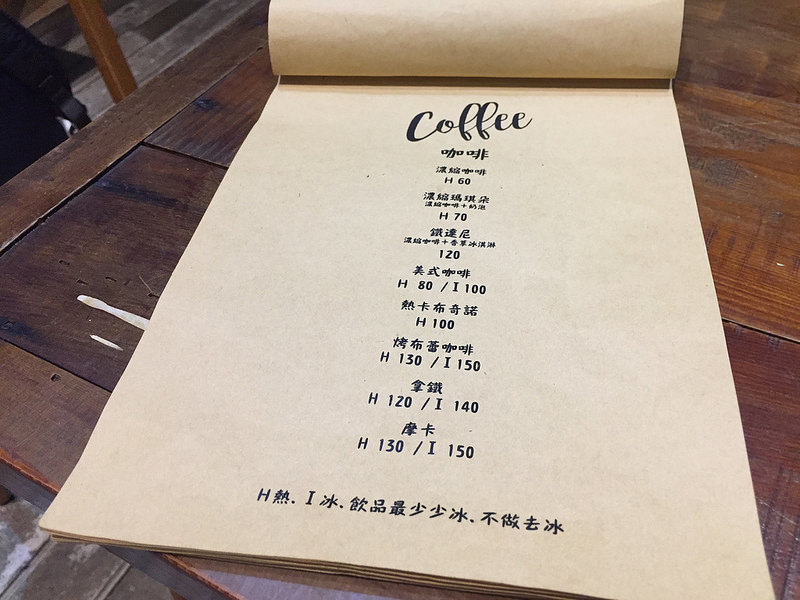 Coffee
咖啡
濃縮咖啡
H 60
濃縮瑪琪朵
濃縮咖啡+奶泡
H 70
鐵達尼
濃縮咖啡+香草冰淇淋
120
美式咖啡
H 80 / I 100
熱卡布奇諾
H 100
烤布蕾咖啡
H 130 / I 150
拿鐵
H 120 / I 140
摩卡
H 130 / I 150
H熱. I冰.飲品最少少冰.不做去冰